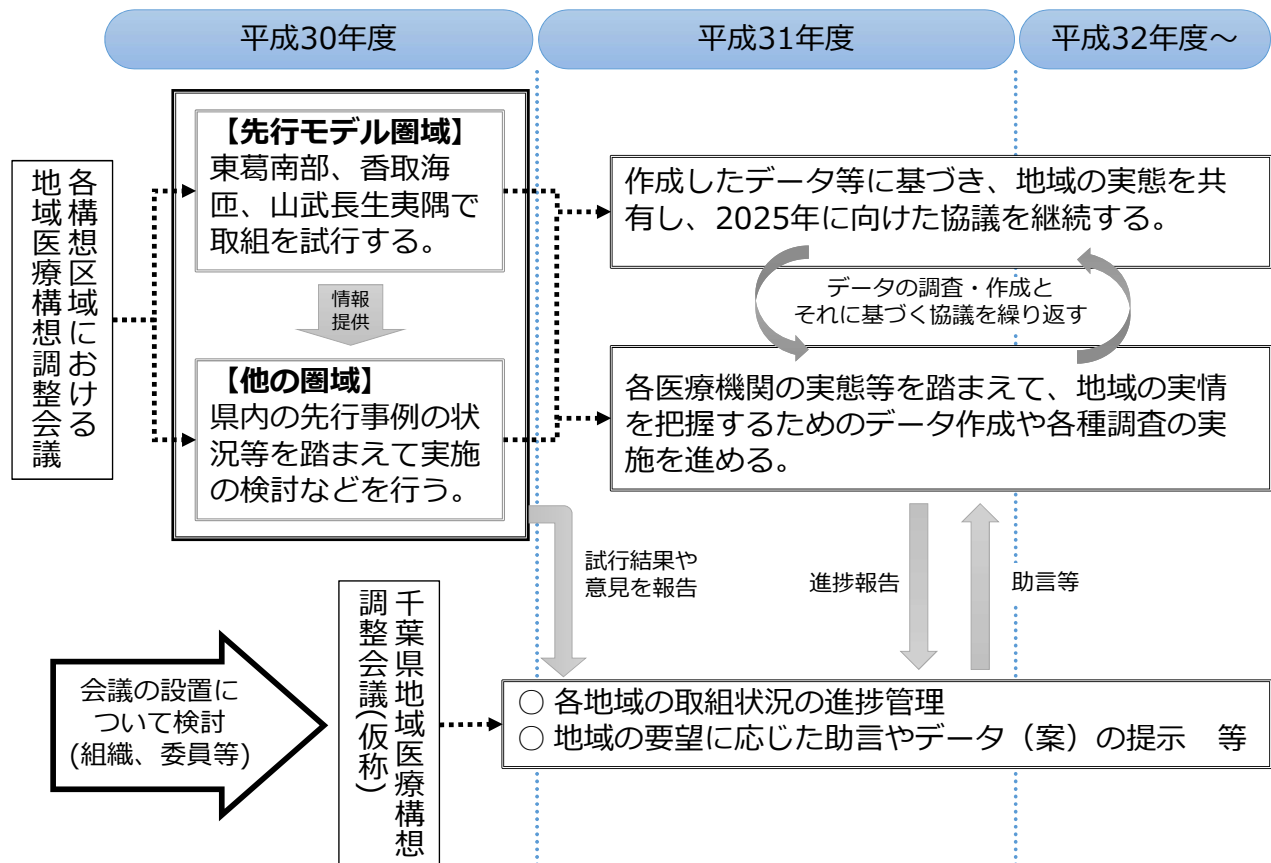 平成30年度
平成31年度
平成32年度～
各構想区域における
地域医療構想調整会議
【先行モデル圏域】
東葛南部、香取海
匝、山武長生夷隅で
取組を試行する。
情報
提供
【他の圏域】
県内の先行事例の状
況等を踏まえて実施
の検討などを行う。
作成したデータ等に基づき、地域の実態を共
有し、2025年に向けた協議を継続する。
データの調査・作成と
それに基づく協議を繰り返す
各医療機関の実態等を踏まえて、地域の実情
を把握するためのデータ作成や各種調査の実
施を進める。
試行結果や
意見を報告
進捗報告
助言等
会議の設置に
ついて検討
(組織、委員等)
千葉県地域医療構想
調整会議(仮称)
○ 各地域の取組状況の進捗管理
○ 地域の要望に応じた助言やデータ（案）の提示　等